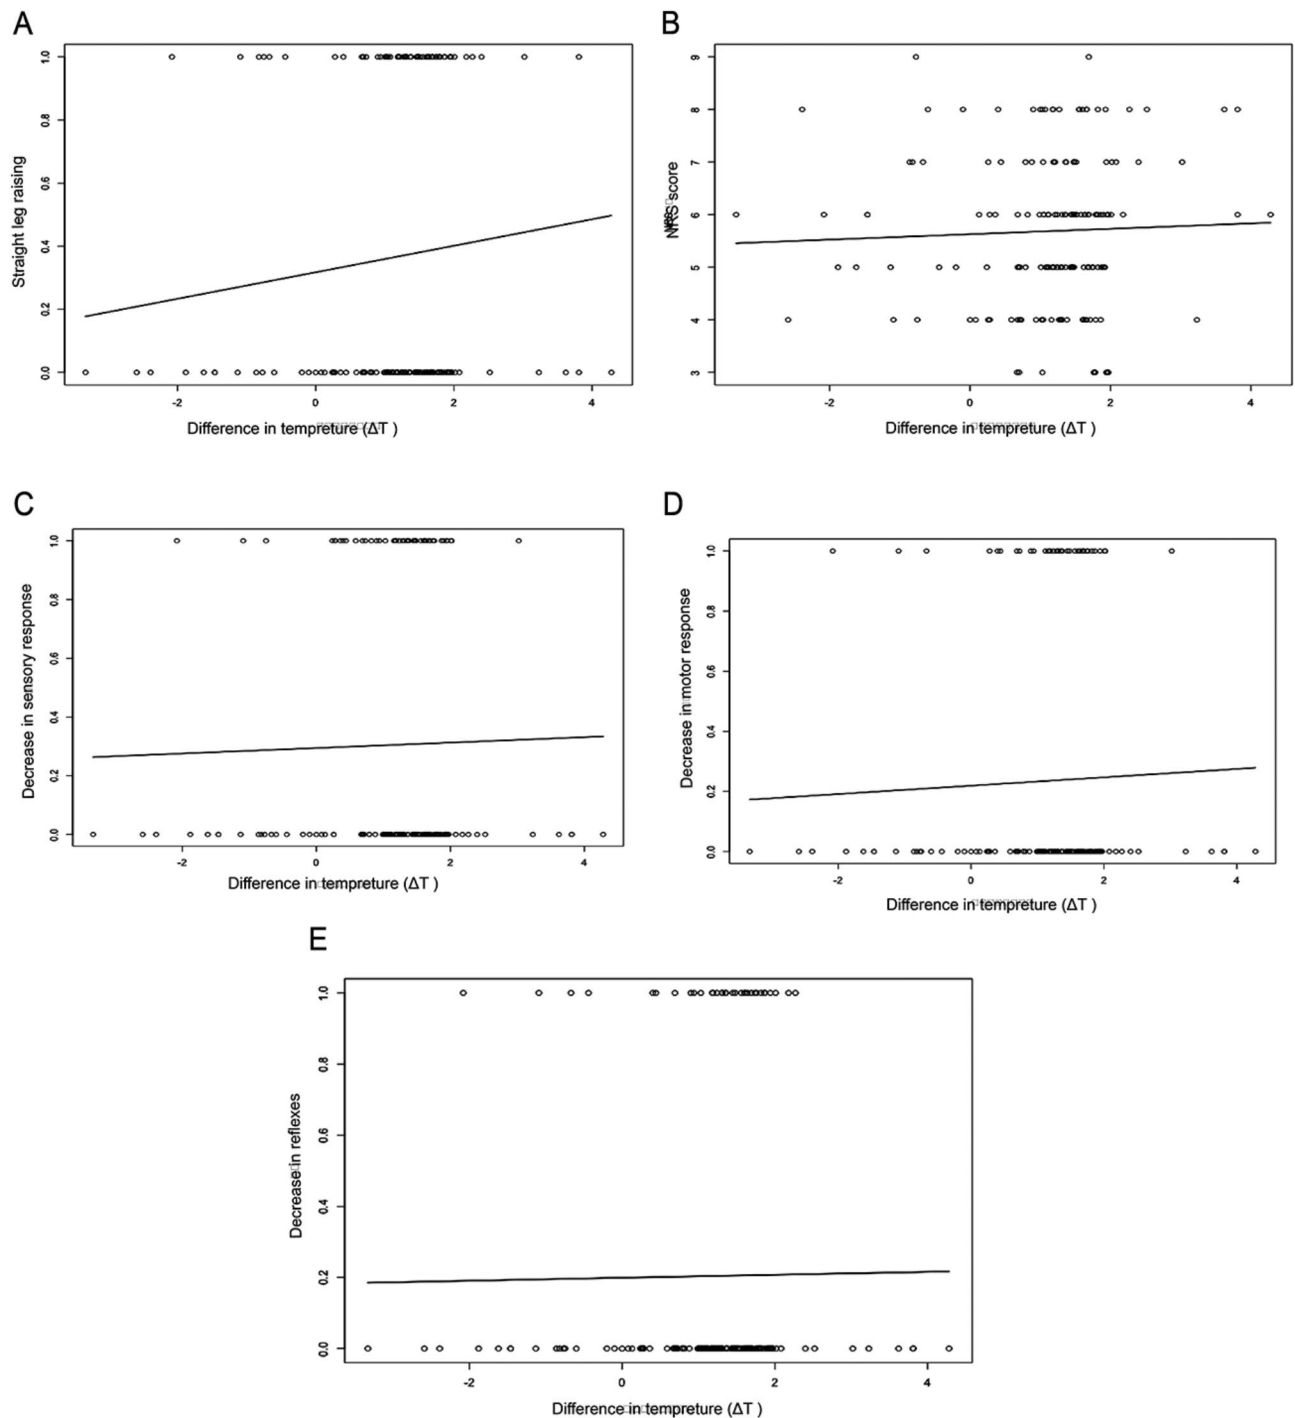 A
Straight leg raising
1.0
0.8
0.6
0.4
0.2
0.0
-2 0 2 4
Difference in tempreture (ΔT )
B
NRS score
9
8
7
6
5
4
3
-2 0 2 4
Difference in tempreture (ΔT )
C
Decrease in sensory response
1.0
0.8
0.6
0.4
0.2
0.0
-2 0 2 4
Difference in tempreture (ΔT )
D
Decrease in motor response
1.0
0.8
0.6
0.4
0.2
0.0
-2 0 2 4
Difference in tempreture (ΔT )
E
Decrease in reflexes
1.0
0.8
0.6
0.4
0.2
0.0
-2 0 2 4
Difference in tempreture (ΔT )